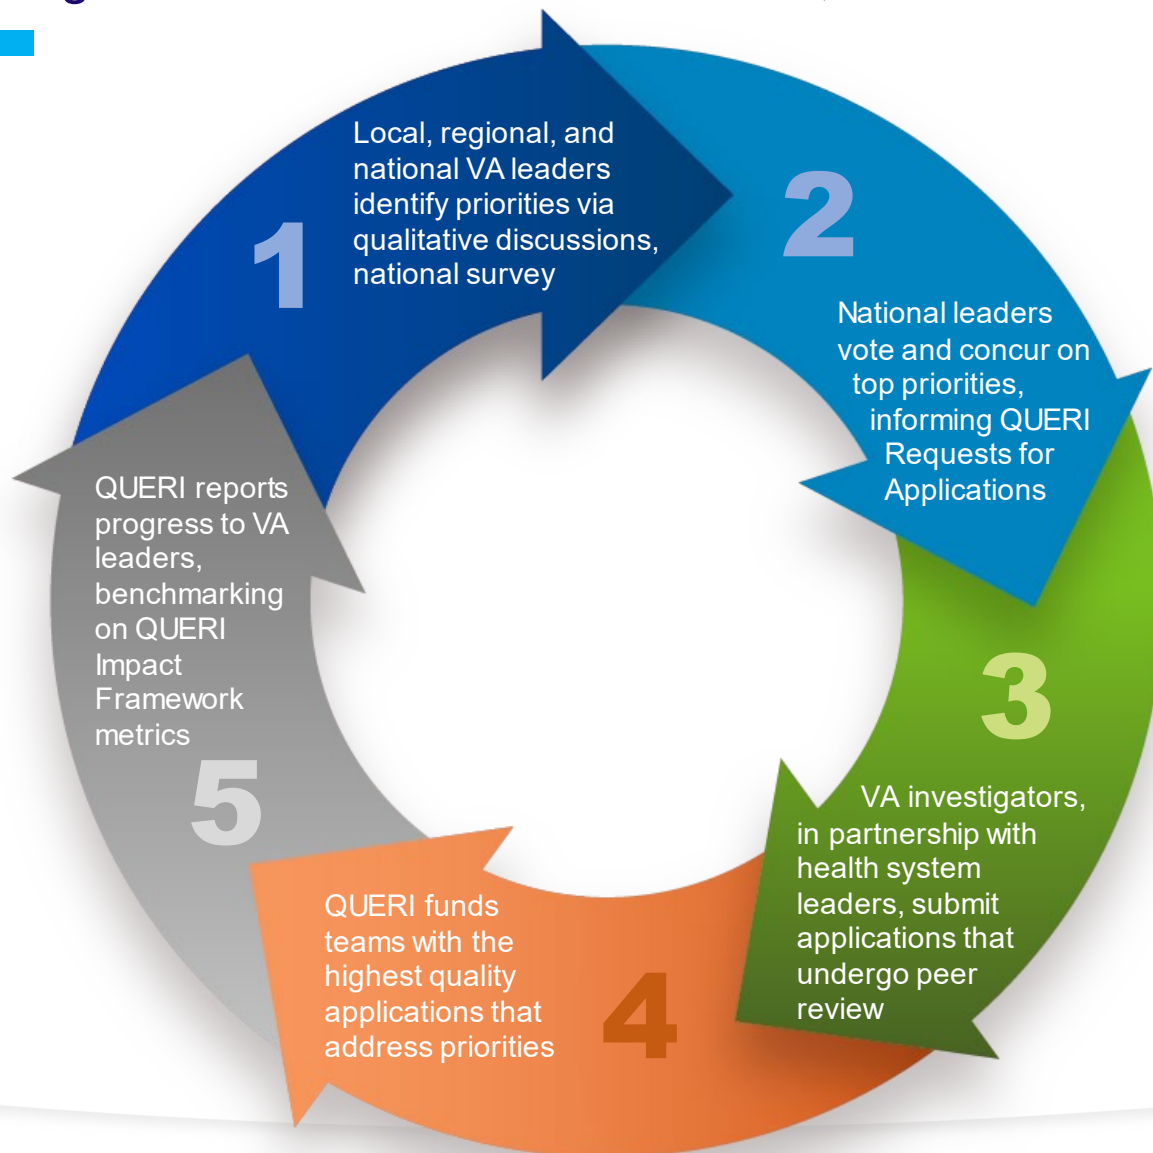 1
Local, regional, and
national VA leaders
identify priorities via
qualitative discussions,
national survey
2
National leaders
vote and concur on
top priorities,
informing QUERI
Requests for
Applications
3
VA investigators,
in partnership with
health system
leaders, submit
applications that
undergo peer
review
4
QUERI funds
teams with the
highest quality
applications that
address priorities
5
QUERI reports
progress to VA
leaders,
benchmarking
on QUERI
Impact
Framework
metrics